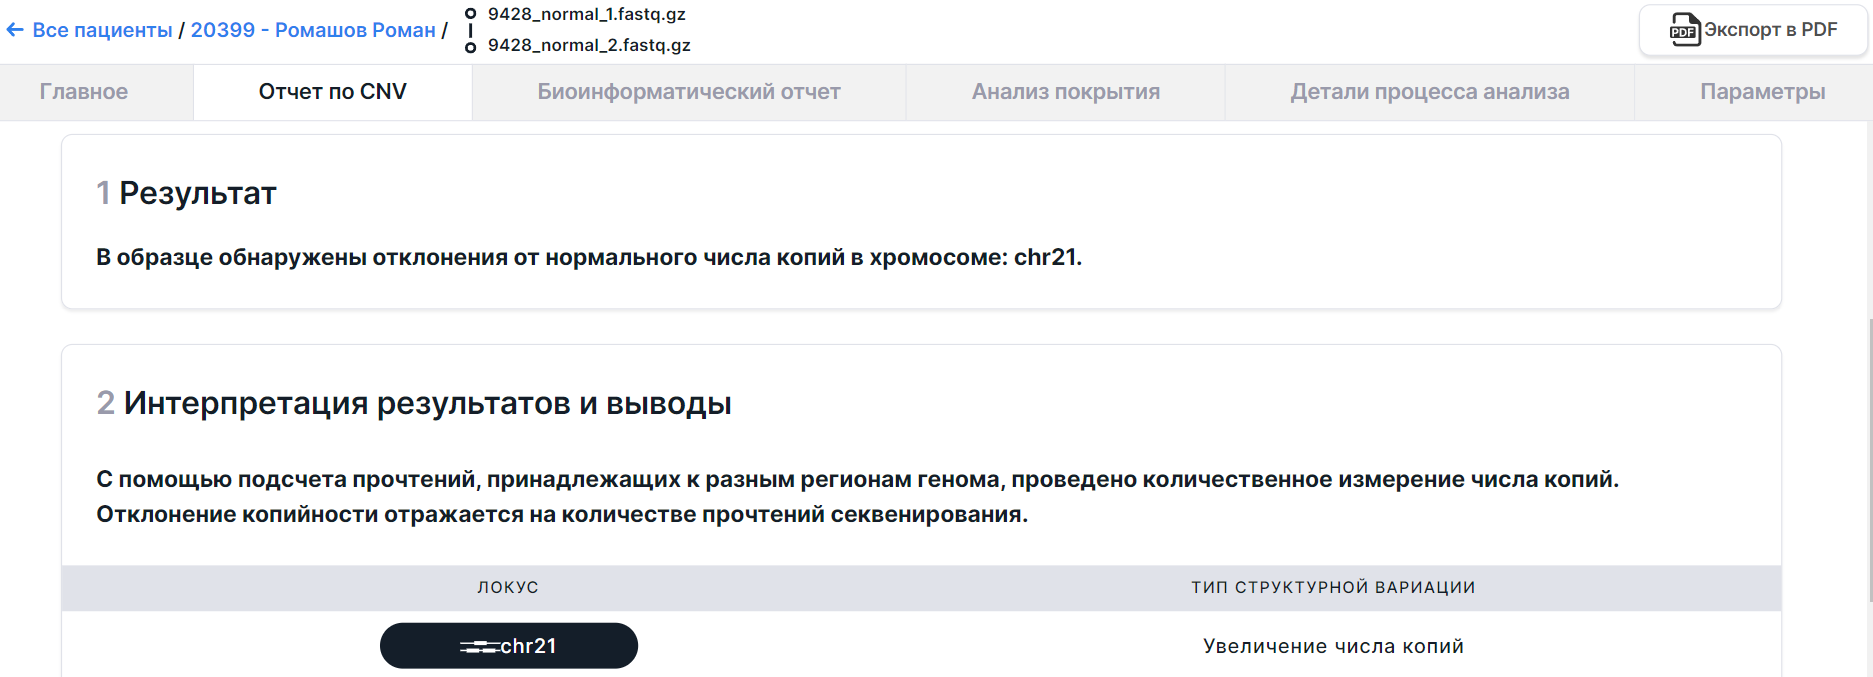 ← Все пациенты / 20399 - Ромашов Роман /
9428_normal_1.fastq.gz
9428_normal_2.fastq.gz
PDF Экспорт в PDF
Главное
Отчет по CNV
Биоинформатический отчет
Анализ покрытия
Детали процесса анализа
Параметры
1 Результат
В образце обнаружены отклонения от нормального числа копий в хромосоме: chr21.
2 Интерпретация результатов и выводы
С помощью подсчета прочтений, принадлежащих к разным регионам генома, проведено количественное измерение числа копий.
Отклонение копийности отражается на количестве прочтений секвенирования.
ЛОКУС
ТИП СТРУКТУРНОЙ ВАРИАЦИИ
chr21
Увеличение числа копий